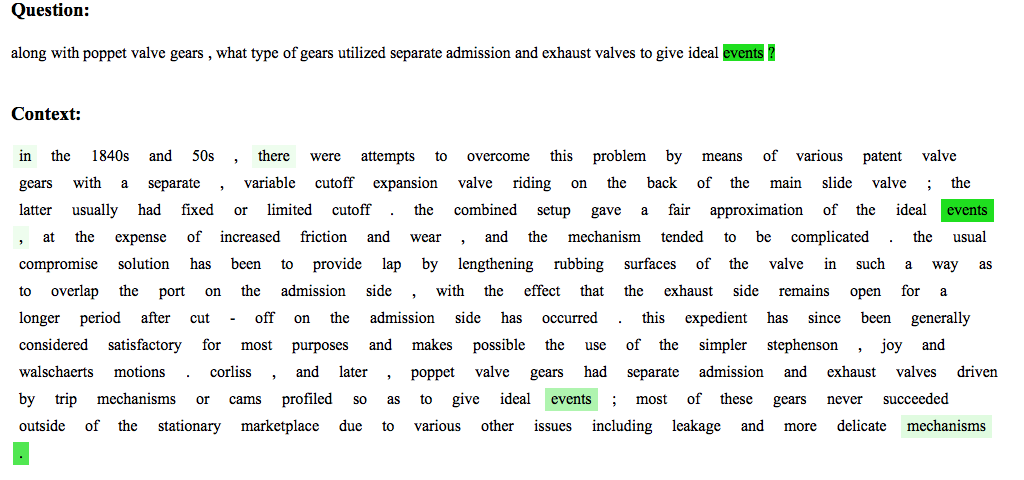 Question:
along with poppet valve gears , what type of gears utilized separate admission and exhaust valves to give ideal events ?
Context:
in the 1840s and 50s , there were attempts to overcome this problem by means of various patent valve
gears with a separate , variable cutoff expansion valve riding on the back of the main slide valve ; the
latter usually had fixed or limited cutoff . the combined setup gave a fair approximation of the ideal events
, at the expense of increased friction and wear , and the mechanism tended to be complicated . the usual
compromise solution has been to provide lap by lengthening rubbing surfaces of the valve in such a way as
to overlap the port on the admission side , with the effect that the exhaust side remains open for a
longer period after cut - off on the admission side has occurred . this expedient has since been generally
considered satisfactory for most purposes and makes possible the use of the simpler stephenson , joy and
walschaerts motions . corliss , and later , poppet valve gears had separate admission and exhaust valves driven
by trip mechanisms or cams profiled so as to give ideal events ; most of these gears never succeeded
outside of the stationary marketplace due to various other issues including leakage and more delicate mechanisms
.